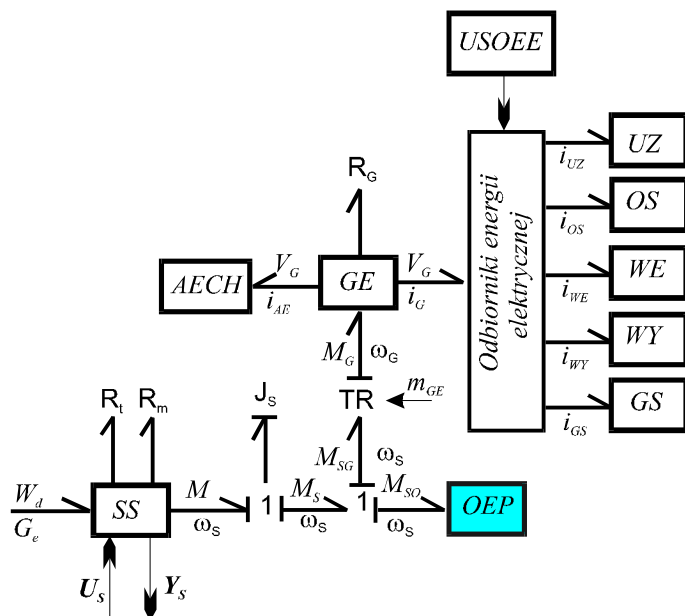 USOEE
UZ
i_UZ
R_G
OS
i_OS
Odbiorniki energii
elektrycznej
V_G
V_G
AECH
GE
WE
i_AE
i_G
i_WE
M_G
ω_G
WY
i_WY
R_t
R_m
J_S
TR
m_GE
GS
i_GS
M_SG
ω_S
W_d
G_e
SS
M
ω_S
1
M_S
ω_S
1
M_SO
ω_S
OEP
U_S
Y_S